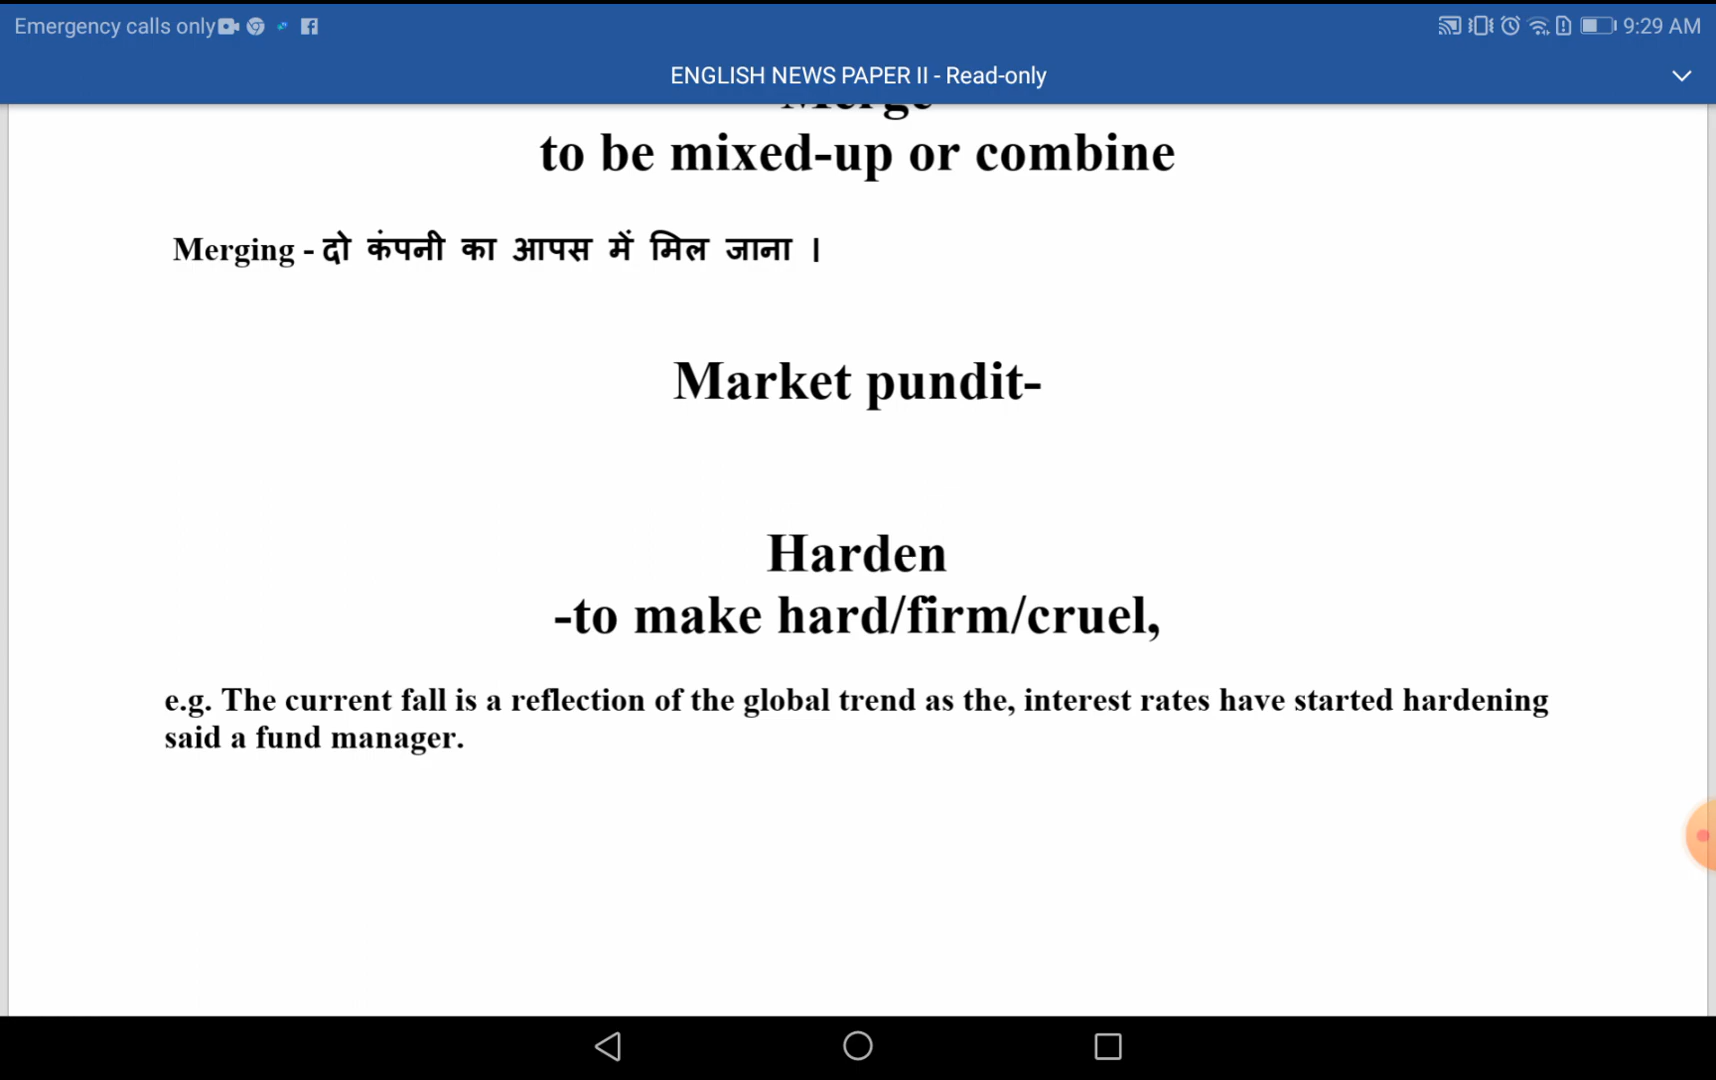 Emergency calls only
9:29 AM
ENGLISH NEWS PAPER II - Read-only
Merge
to be mixed-up or combine
Merging - दो कंपनी का आपस में मिल जाना ।
Market pundit-
Harden
-to make hard/firm/cruel,
e.g. The current fall is a reflection of the global trend as the, interest rates have started hardening
said a fund manager.